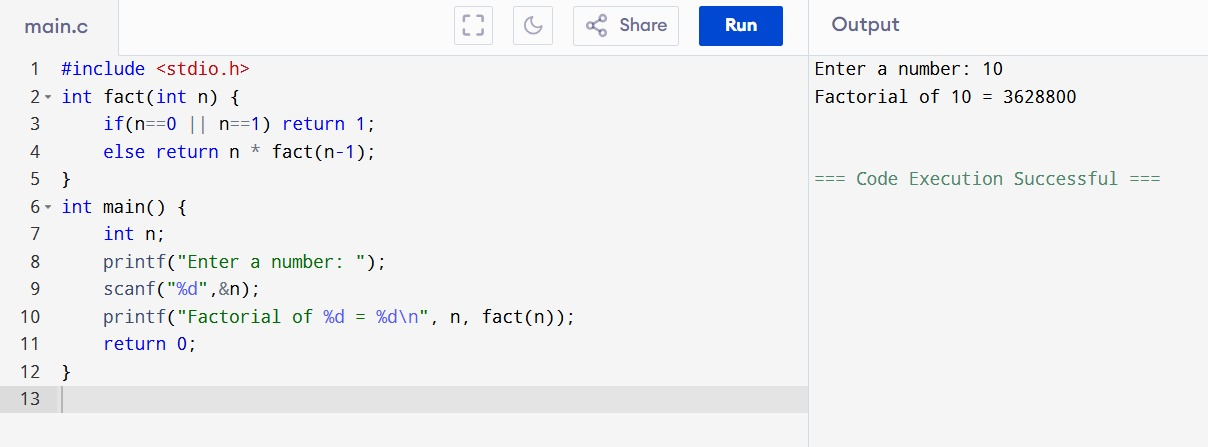 main.c
Share
Run
Output
1 #include <stdio.h>
2 int fact(int n) {
3     if(n==0 || n==1) return 1;
4     else return n * fact(n-1);
5 }
6 int main() {
7     int n;
8     printf("Enter a number: ");
9     scanf("%d",&n);
10     printf("Factorial of %d = %d\n", n, fact(n));
11     return 0;
12 }
13
Enter a number: 10
Factorial of 10 = 3628800
=== Code Execution Successful ===